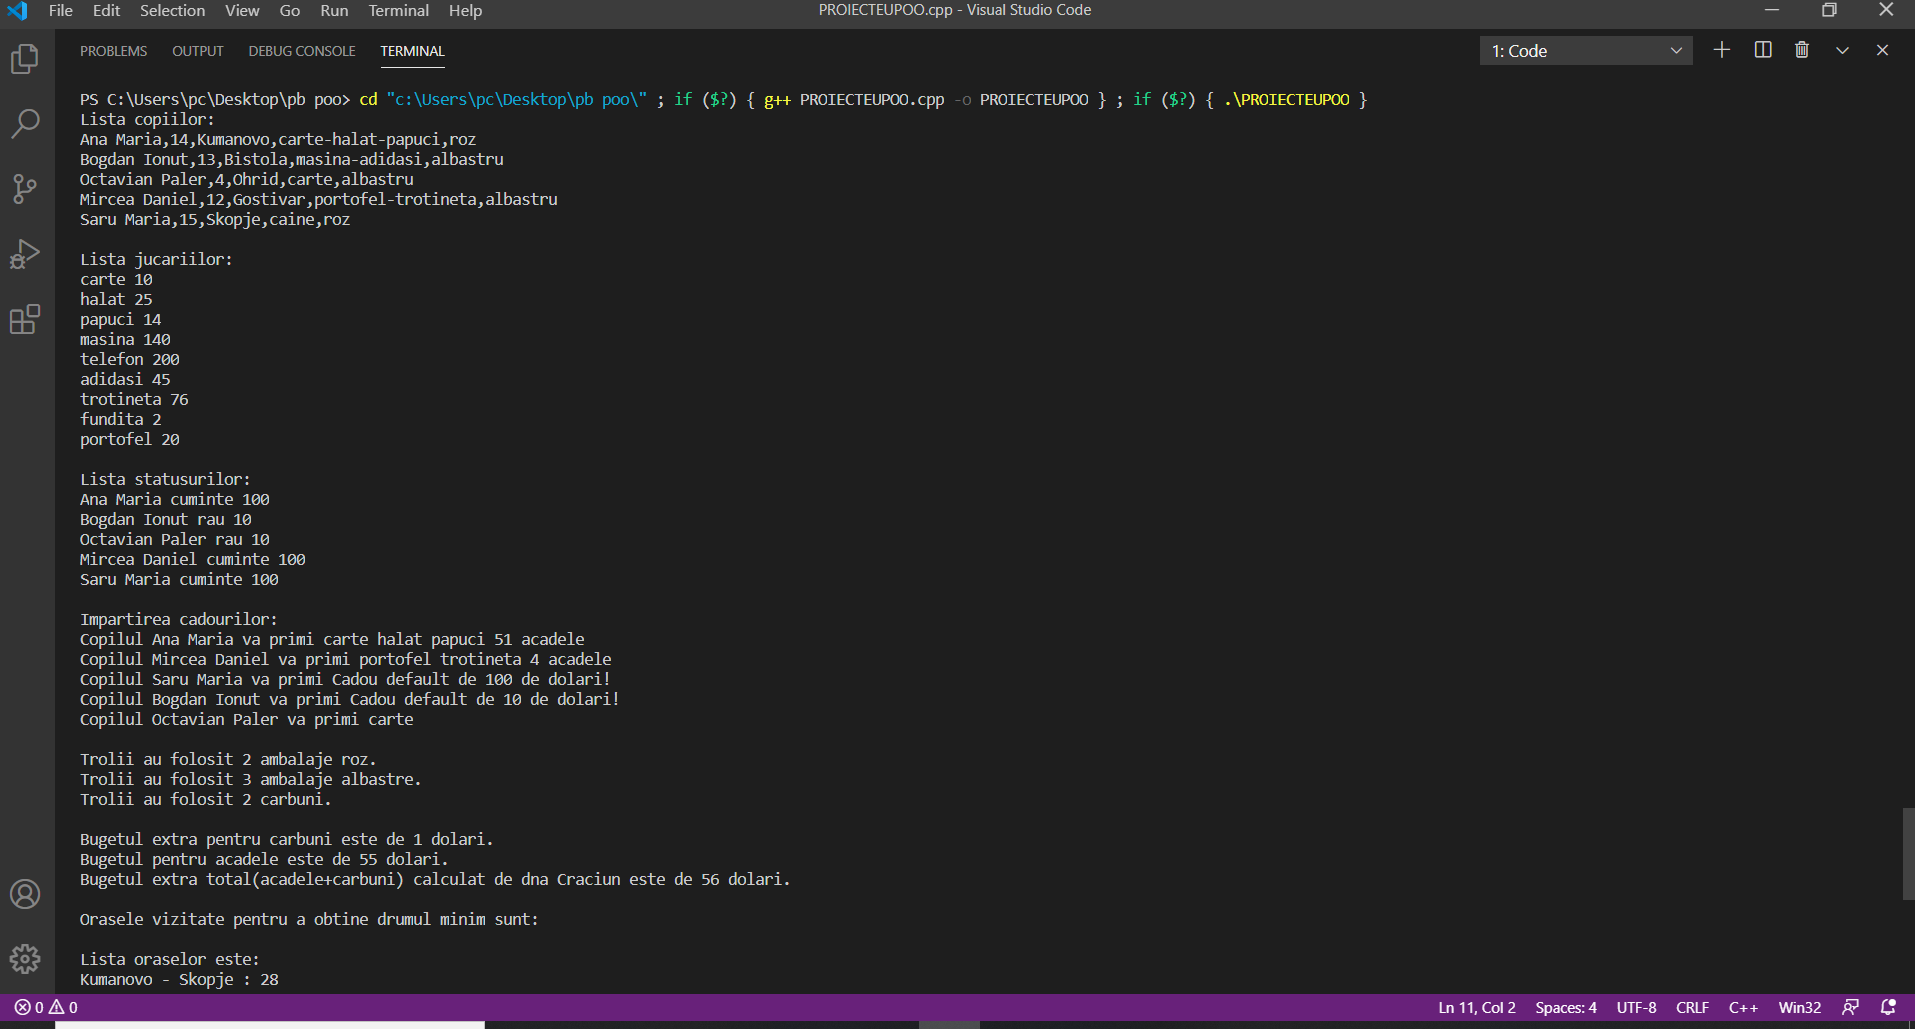 File Edit Selection View Go Run Terminal Help PROIECTEUPOO.cpp - Visual Studio Code
PROBLEMS OUTPUT DEBUG CONSOLE TERMINAL 1: Code
PS C:\Users\pc\Desktop\pb poo> cd "c:\Users\pc\Desktop\pb poo\" ; if ($?) { g++ PROIECTEUPOO.cpp -o PROIECTEUPOO } ; if ($?) { .\PROIECTEUPOO }
Lista copiilor:
Ana Maria,14,Kumanovo,carte-halat-papuci,roz
Bogdan Ionut,13,Bistola,masina-adidasi,albastru
Octavian Paler,4,Ohrid,carte,albastru
Mircea Daniel,12,Gostivar,portofel-trotineta,albastru
Saru Maria,15,Skopje,caine,roz
Lista jucariilor:
carte 10
halat 25
papuci 14
masina 140
telefon 200
adidasi 45
trotineta 76
fundita 2
portofel 20
Lista statusurilor:
Ana Maria cuminte 100
Bogdan Ionut rau 10
Octavian Paler rau 10
Mircea Daniel cuminte 100
Saru Maria cuminte 100
Impartirea cadourilor:
Copilul Ana Maria va primi carte halat papuci 51 acadele
Copilul Mircea Daniel va primi portofel trotineta 4 acadele
Copilul Saru Maria va primi Cadou default de 100 de dolari!
Copilul Bogdan Ionut va primi Cadou default de 10 de dolari!
Copilul Octavian Paler va primi carte
Trolii au folosit 2 ambalaje roz.
Trolii au folosit 3 ambalaje albastre.
Trolii au folosit 2 carbuni.
Bugetul extra pentru carbuni este de 1 dolari.
Bugetul pentru acadele este de 55 dolari.
Bugetul extra total(acadele+carbuni) calculat de dna Craciun este de 56 dolari.
Orasele vizitate pentru a obtine drumul minim sunt:
Lista oraselor este:
Kumanovo - Skopje : 28
0 0 Ln 11, Col 2 Spaces: 4 UTF-8 CRLF C++ Win32